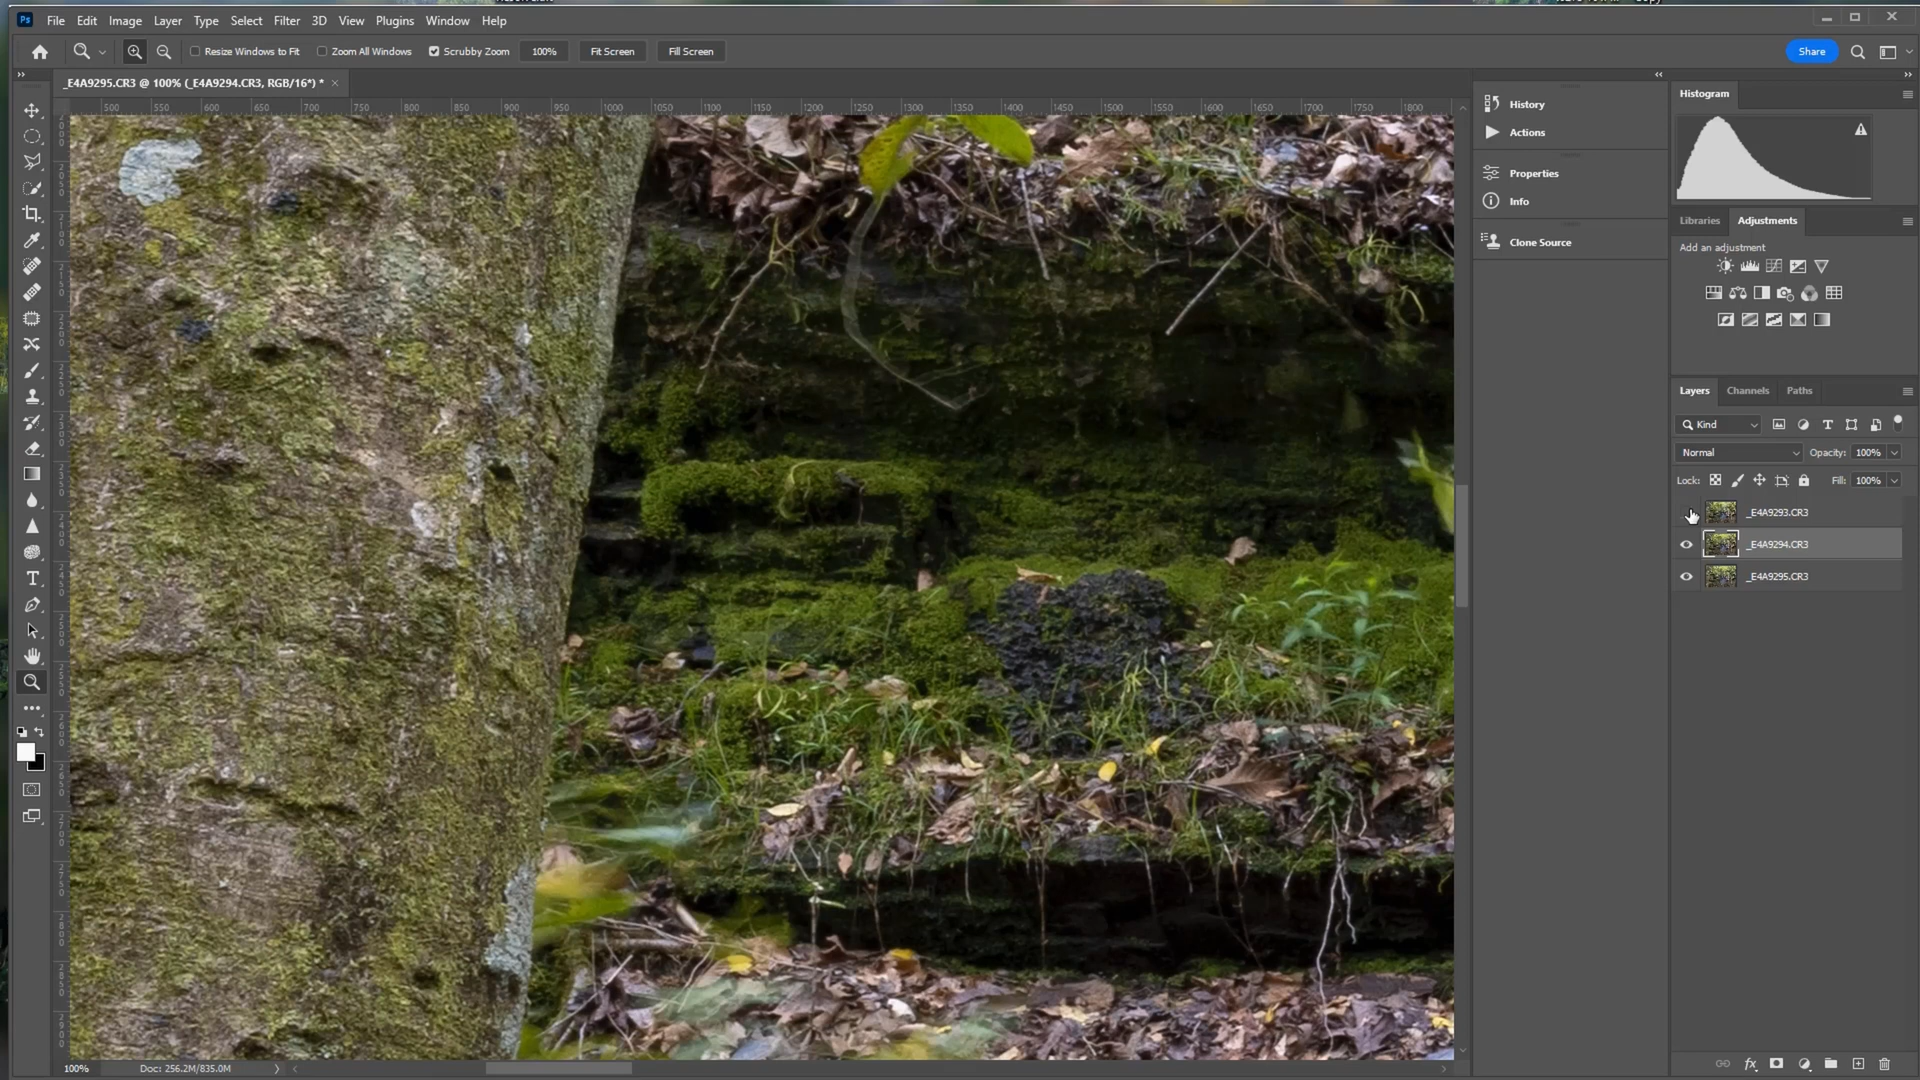 Ps File Edit Image Layer Type Select Filter 3D View Plugins Window Help
Resize Windows to Fit Zoom All Windows Scrubby Zoom 100% Fit Screen Fill Screen Share
_E4A9295.CR3 @ 100% (_E4A9294.CR3, RGB/16*) * ×
500 550 600 650 700 750 800 850 900 950 1000 1050 1100 1150 1200 1250 1300 1350 1400 1450 1500 1550 1600 1650 1700 1750 1800
History
Actions
Properties
Info
Clone Source
Histogram
Libraries Adjustments
Add an adjustment
Layers Channels Paths
Kind
Normal Opacity: 100%
Lock: Fill: 100%
_E4A9293.CR3
_E4A9294.CR3
_E4A9295.CR3
fx
100% Doc: 256.2M/835.0M